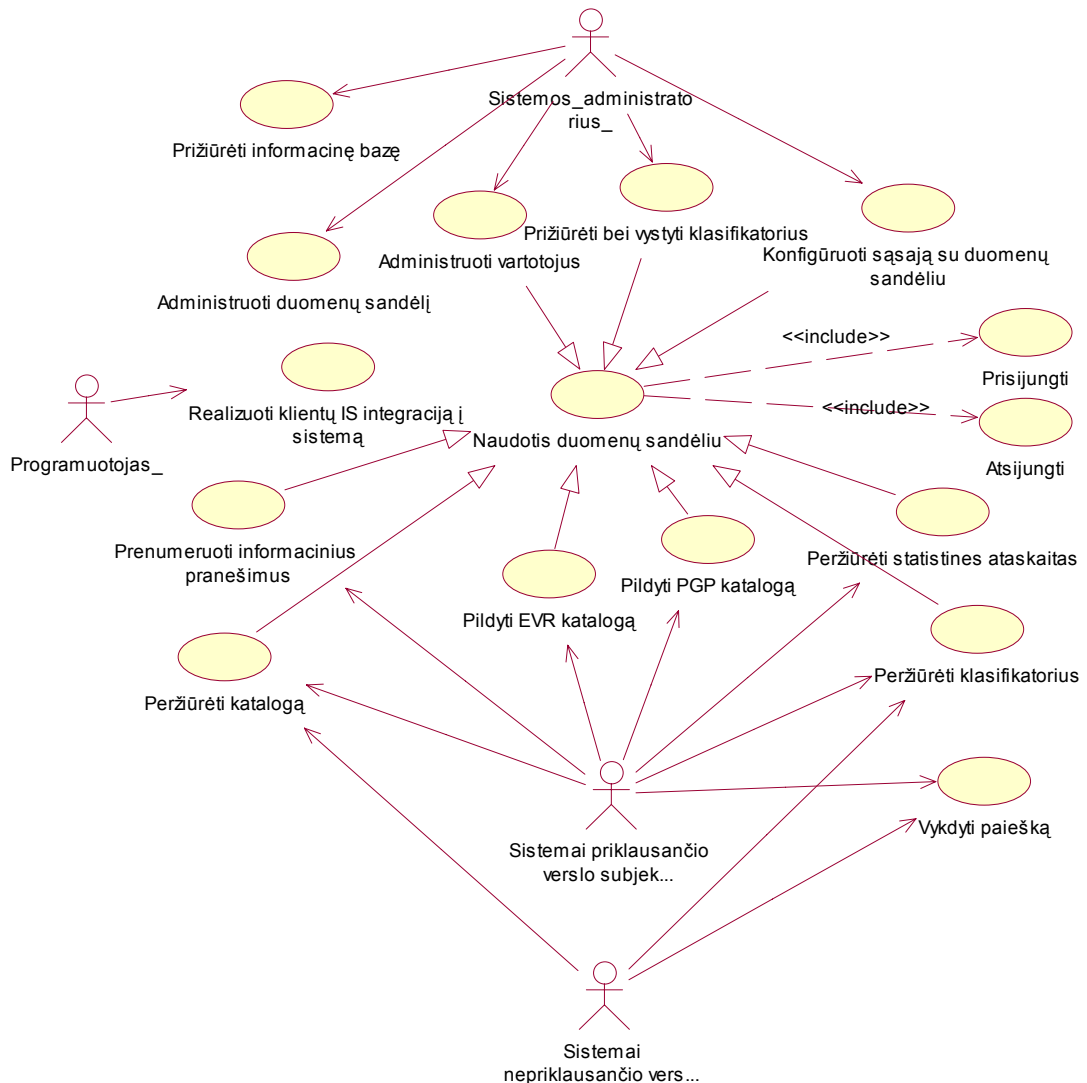 Sistemos_administrato
rius_
Prižiūrėti informacinę bazę
Prižiūrėti bei vystyti klasifikatorius
Administruoti vartotojus
Konfigūruoti sąsają su duomenų
sandėliu
Administruoti duomenų sandėlį
<<include>>
Prisijungti
Realizuoti klientų IS integraciją į
sistemą
<<include>>
Naudotis duomenų sandėliu
Atsijungti
Programuotojas_
Prenumeruoti informacinius
pranešimus
Peržiūrėti statistines ataskaitas
Pildyti PGP katalogą
Pildyti EVR katalogą
Peržiūrėti klasifikatorius
Peržiūrėti katalogą
Vykdyti paiešką
Sistemai priklausančio
verslo subjek...
Sistemai
nepriklausančio vers...